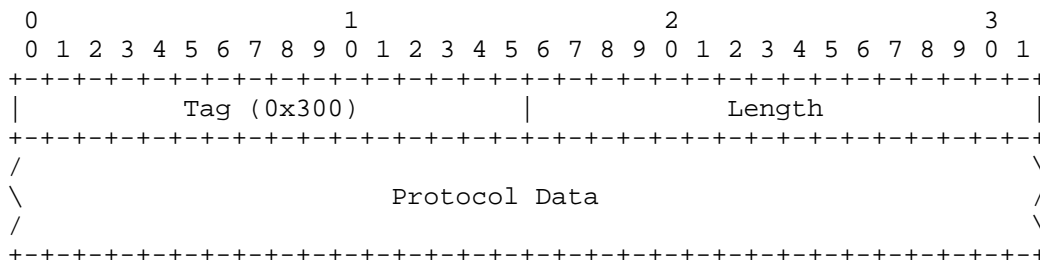 0                   1                   2                   3
 0 1 2 3 4 5 6 7 8 9 0 1 2 3 4 5 6 7 8 9 0 1 2 3 4 5 6 7 8 9 0 1
+-+-+-+-+-+-+-+-+-+-+-+-+-+-+-+-+-+-+-+-+-+-+-+-+-+-+-+-+-+-+-+-+
|          Tag (0x300)          |            Length             |
+-+-+-+-+-+-+-+-+-+-+-+-+-+-+-+-+-+-+-+-+-+-+-+-+-+-+-+-+-+-+-+-+
/                                                               \
\                       Protocol Data                           /
/                                                               \
+-+-+-+-+-+-+-+-+-+-+-+-+-+-+-+-+-+-+-+-+-+-+-+-+-+-+-+-+-+-+-+-+